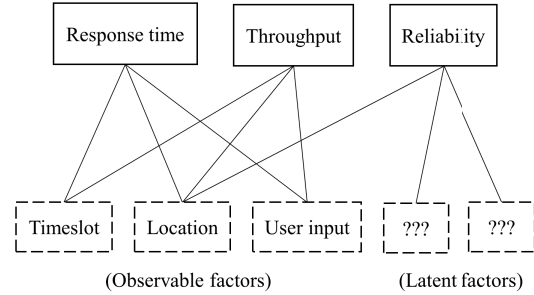 Response time
Throughput
Reliability
Timeslot
Location
User input
???
???
(Observable factors)
(Latent factors)